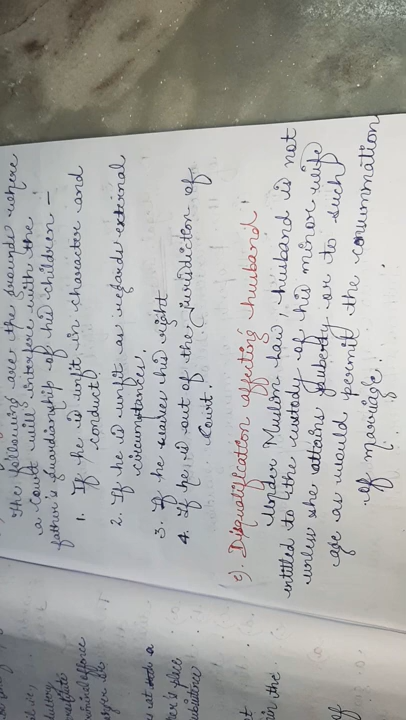 The following are the grounds where
a Court will interfere with the
father's guardianship of his children -
1. If he is unfit in character and
conduct
2. If he is unfit as regards external
circumstances.
3. If he waives his right
4. If he is out of the jurisdiction of
Court.
c). Disqualification affecting husband
Under Muslim Law, husband is not
entitled to the custody of his minor wife
unless she attains puberty or to such
age as would permit the consummation
of marriage.